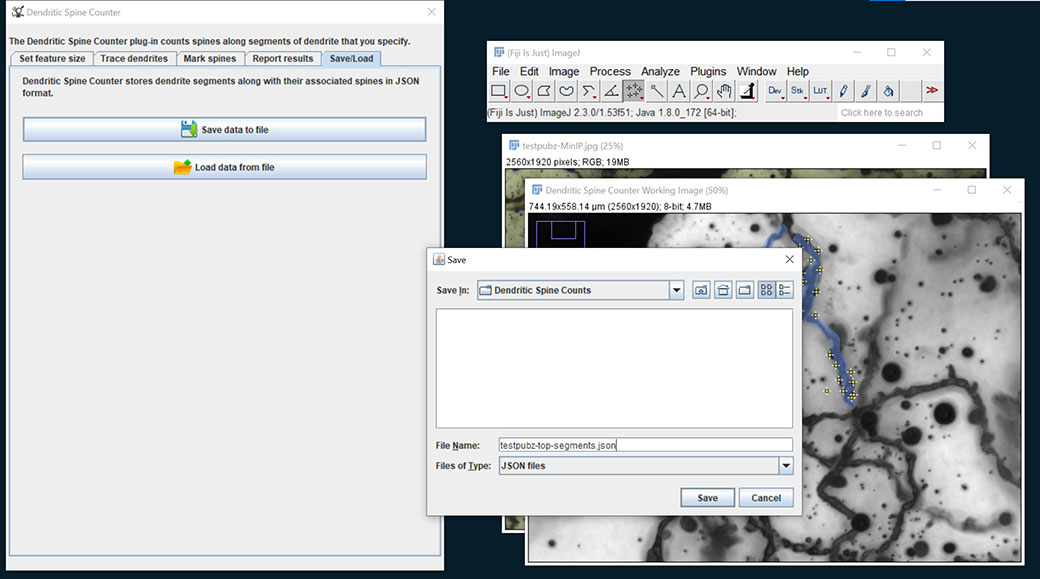 Dendritic Spine Counter
The Dendritic Spine Counter plug-in counts spines along segments of dendrite that you specify.
Set feature size Trace dendrites Mark spines Report results Save/Load
Dendritic Spine Counter stores dendrite segments along with their associated spines in JSON
format.
Save data to file
Load data from file
(Fiji Is Just) ImageJ
File Edit Image Process Analyze Plugins Window Help
Dev Stk LUT
(Fiji Is Just) ImageJ 2.3.0/1.53f51; Java 1.8.0_172 [64-bit];
Click here to search
testpubz-MinIP.jpg (25%)
2560x1920 pixels; RGB; 19MB
Dendritic Spine Counter Working Image (50%)
744.19x558.14 µm (2560x1920); 8-bit; 4.7MB
Save
Save In: Dendritic Spine Counts
File Name: testpubz-top-segments.json
Files of Type: JSON files
Save Cancel